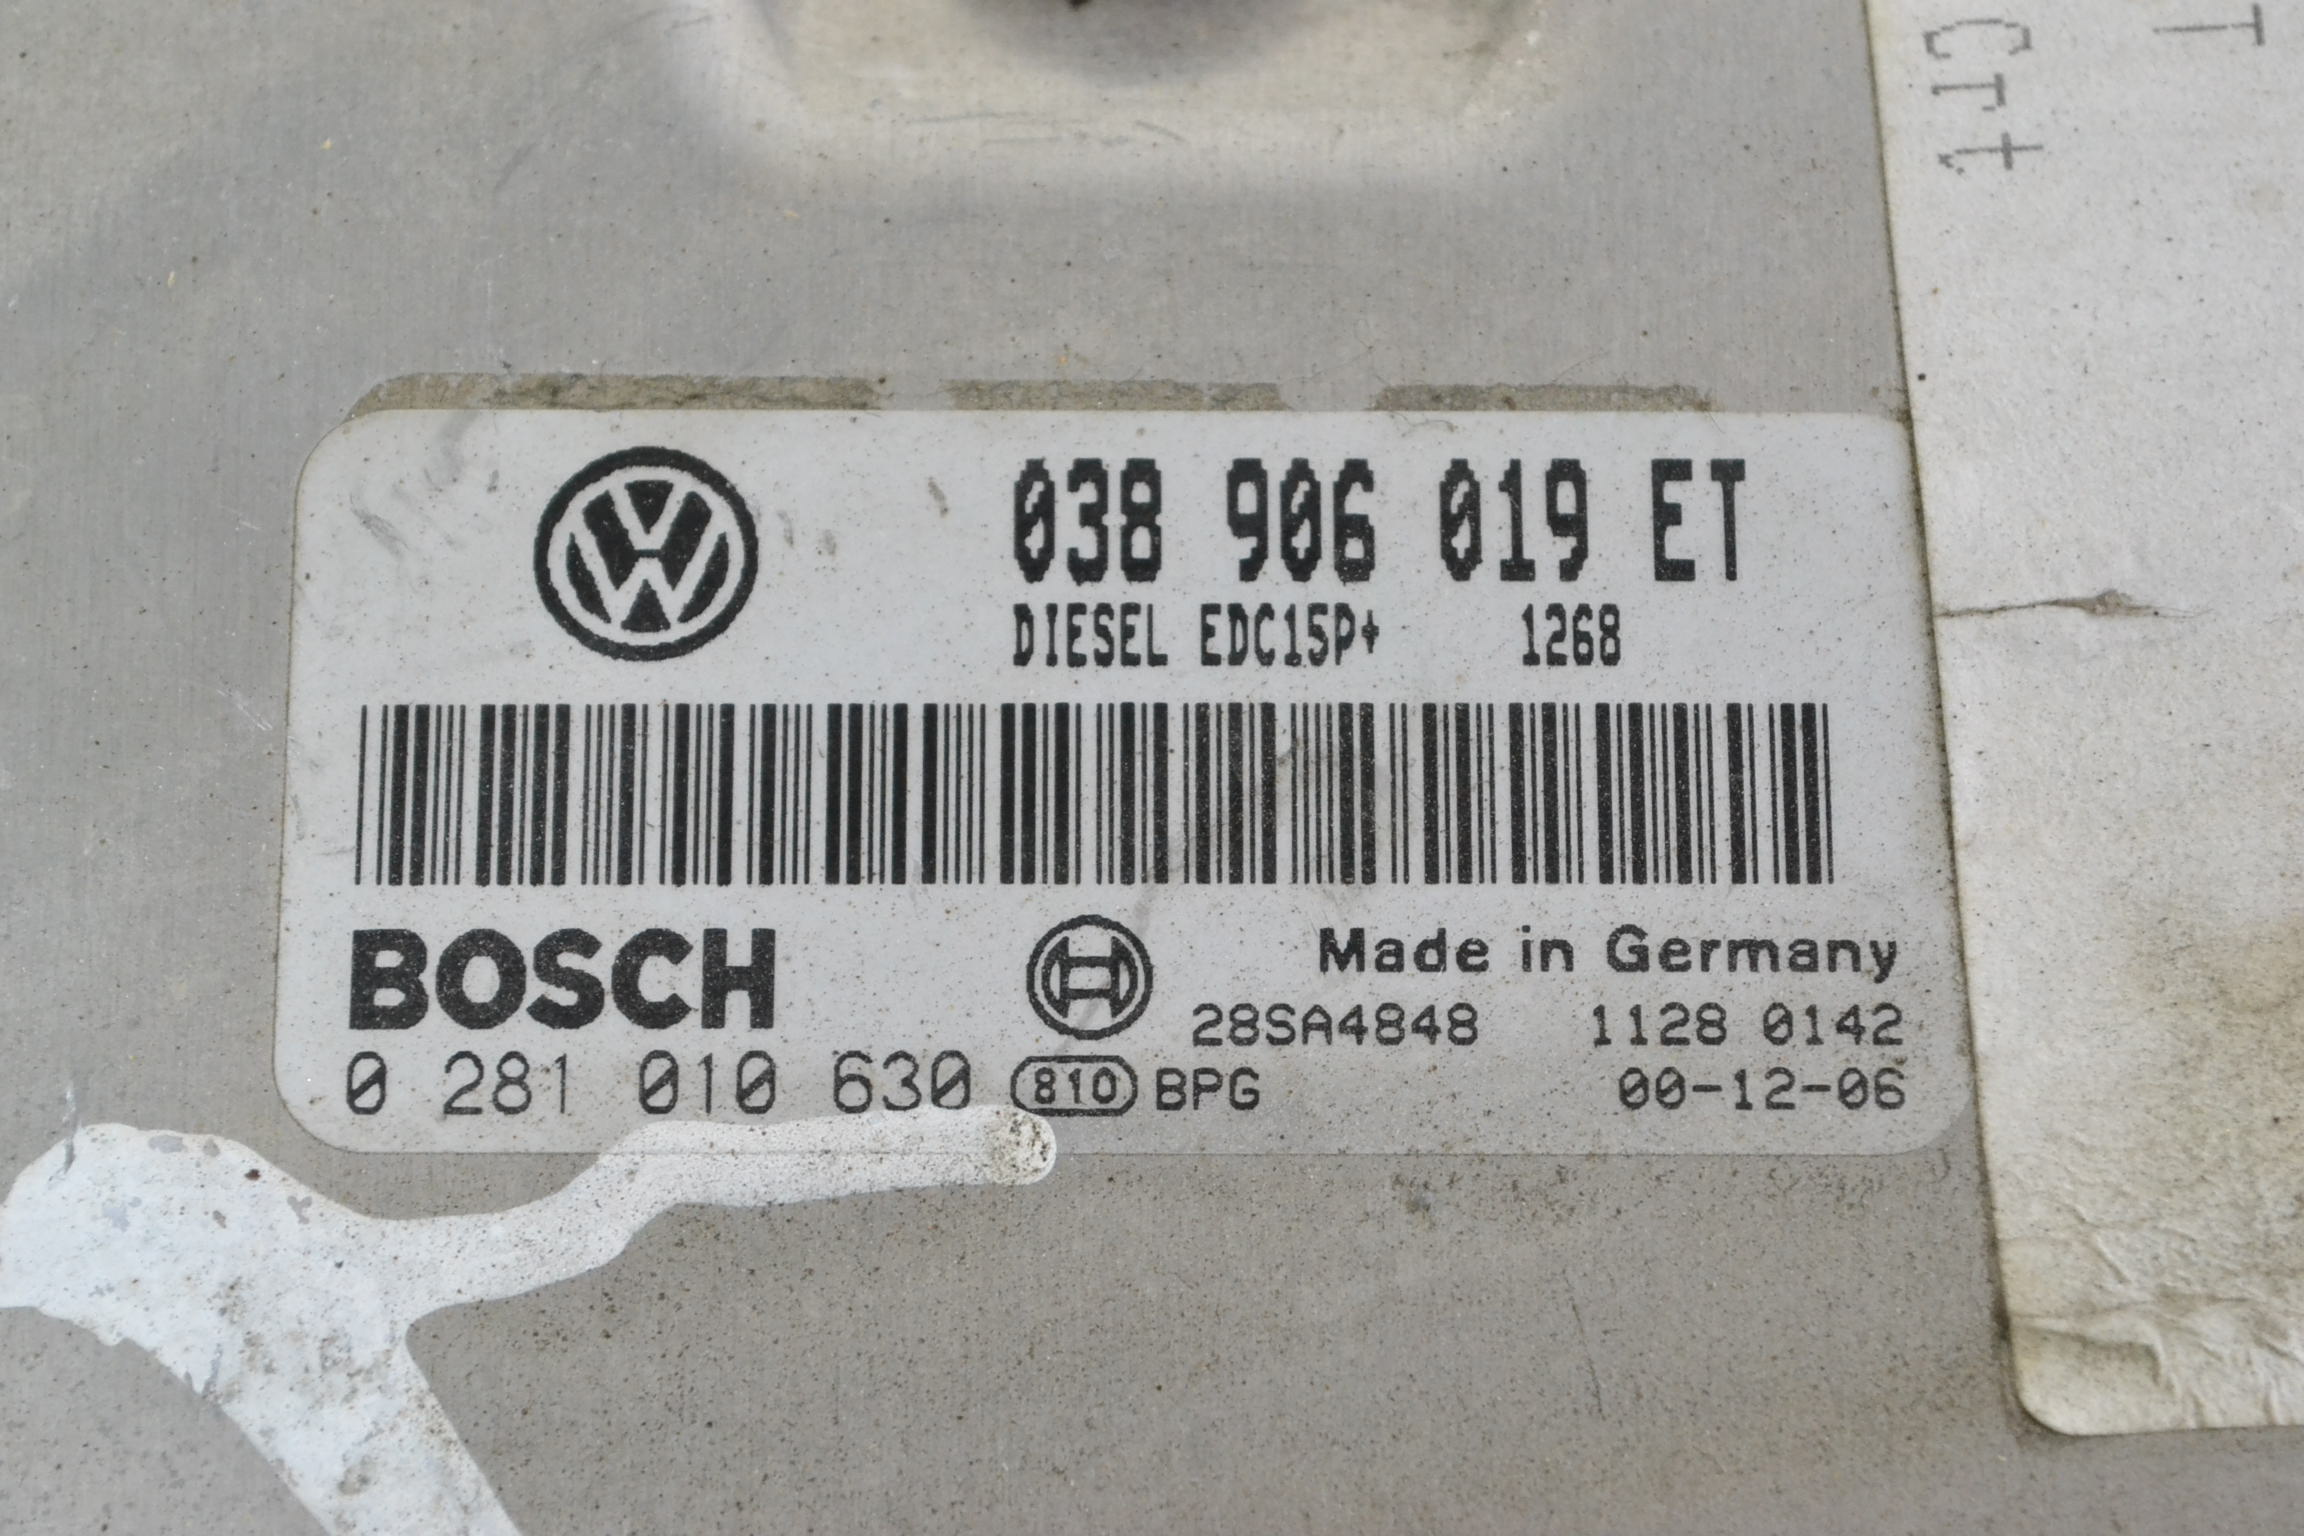 038 906 019 ET
DIESEL EDC15P+ 1268
BOSCH
Made in Germany
28SA4848 1128 0142
0 281 010 630 810 BPG 00-12-06